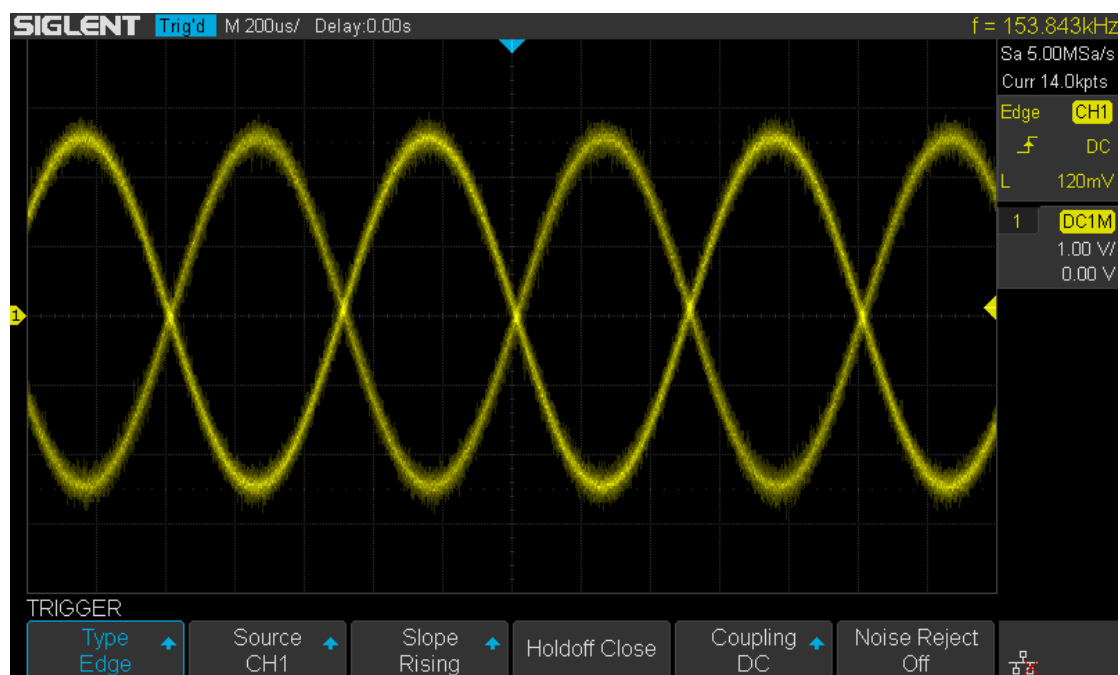 SIGLENT Trig'd M 200us/ Delay:0.00s f = 153.843kHz
Sa 5.00MSa/s
Curr 14.0kpts
Edge CH1
DC
L 120mV
1 DC1M
1.00 V/
0.00 V
1
TRIGGER
Type Source Slope Holdoff Close Coupling Noise Reject
Edge CH1 Rising DC Off